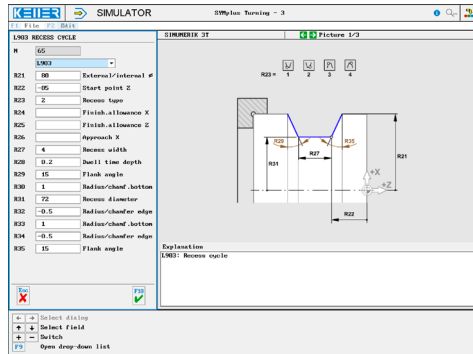 KELLER SIMULATOR SYMplus Turning - 3
F1 File F2 Edit
L903 RECESS CYCLE
SINUMERIK 3T
Picture 1/3
N 65
L903
R21 80 External/internal ø
R22 -05 Start point Z
R23 2 Recess type
R24 Finish.allowance X
R25 Finish.allowance Z
R26 Approach X
R27 4 Recess width
R28 0.2 Dwell time depth
R29 15 Flank angle
R30 1 Radius/chamf.bottom
R31 72 Recess diameter
R32 -0.5 Radius/chamfer edge
R33 1 Radius/chamf.bottom
R34 -0.5 Radius/chamfer edge
R35 15 Flank angle
R23 = 1 2 3 4
R29
R35
R27
R31
R21
+X
+Z
R22
Explanation
L903: Recess cycle
Esc
F10
Select dialog
Select field
+ - Switch
F9 Open drop-down list